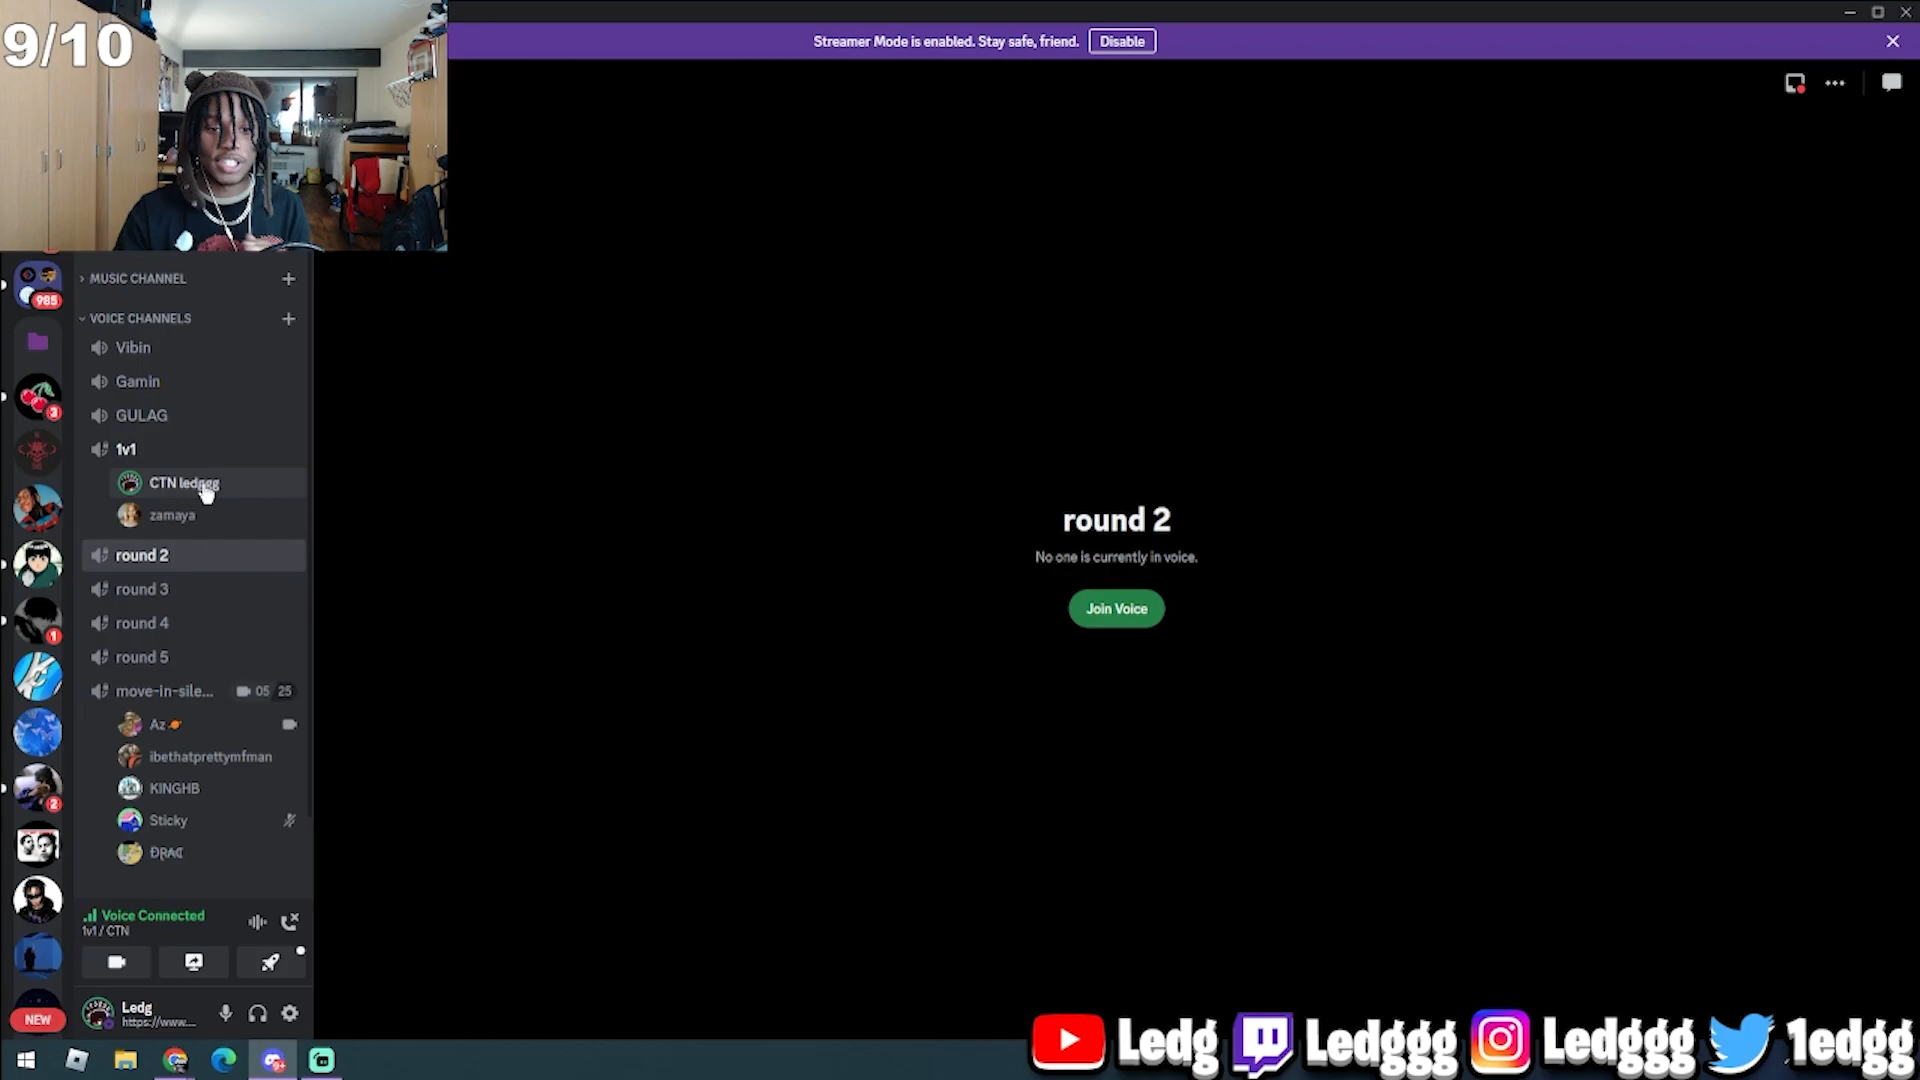 9/10
Streamer Mode is enabled. Stay safe, friend.
Disable
985
MUSIC CHANNEL
VOICE CHANNELS
Vibin
Gamin
GULAG
1v1
CTN ledggg
zamaya
round 2
round 3
round 4
round 5
move-in-sile...
05 25
Az
ibethatprettymfman
KINGHB
Sticky
ĐⱤ₳₵
3
1
2
NEW
round 2
No one is currently in voice.
Join Voice
Voice Connected
1v1 / CTN
Ledg
https://www....
Ledg
Ledggg
Ledggg
1edgg